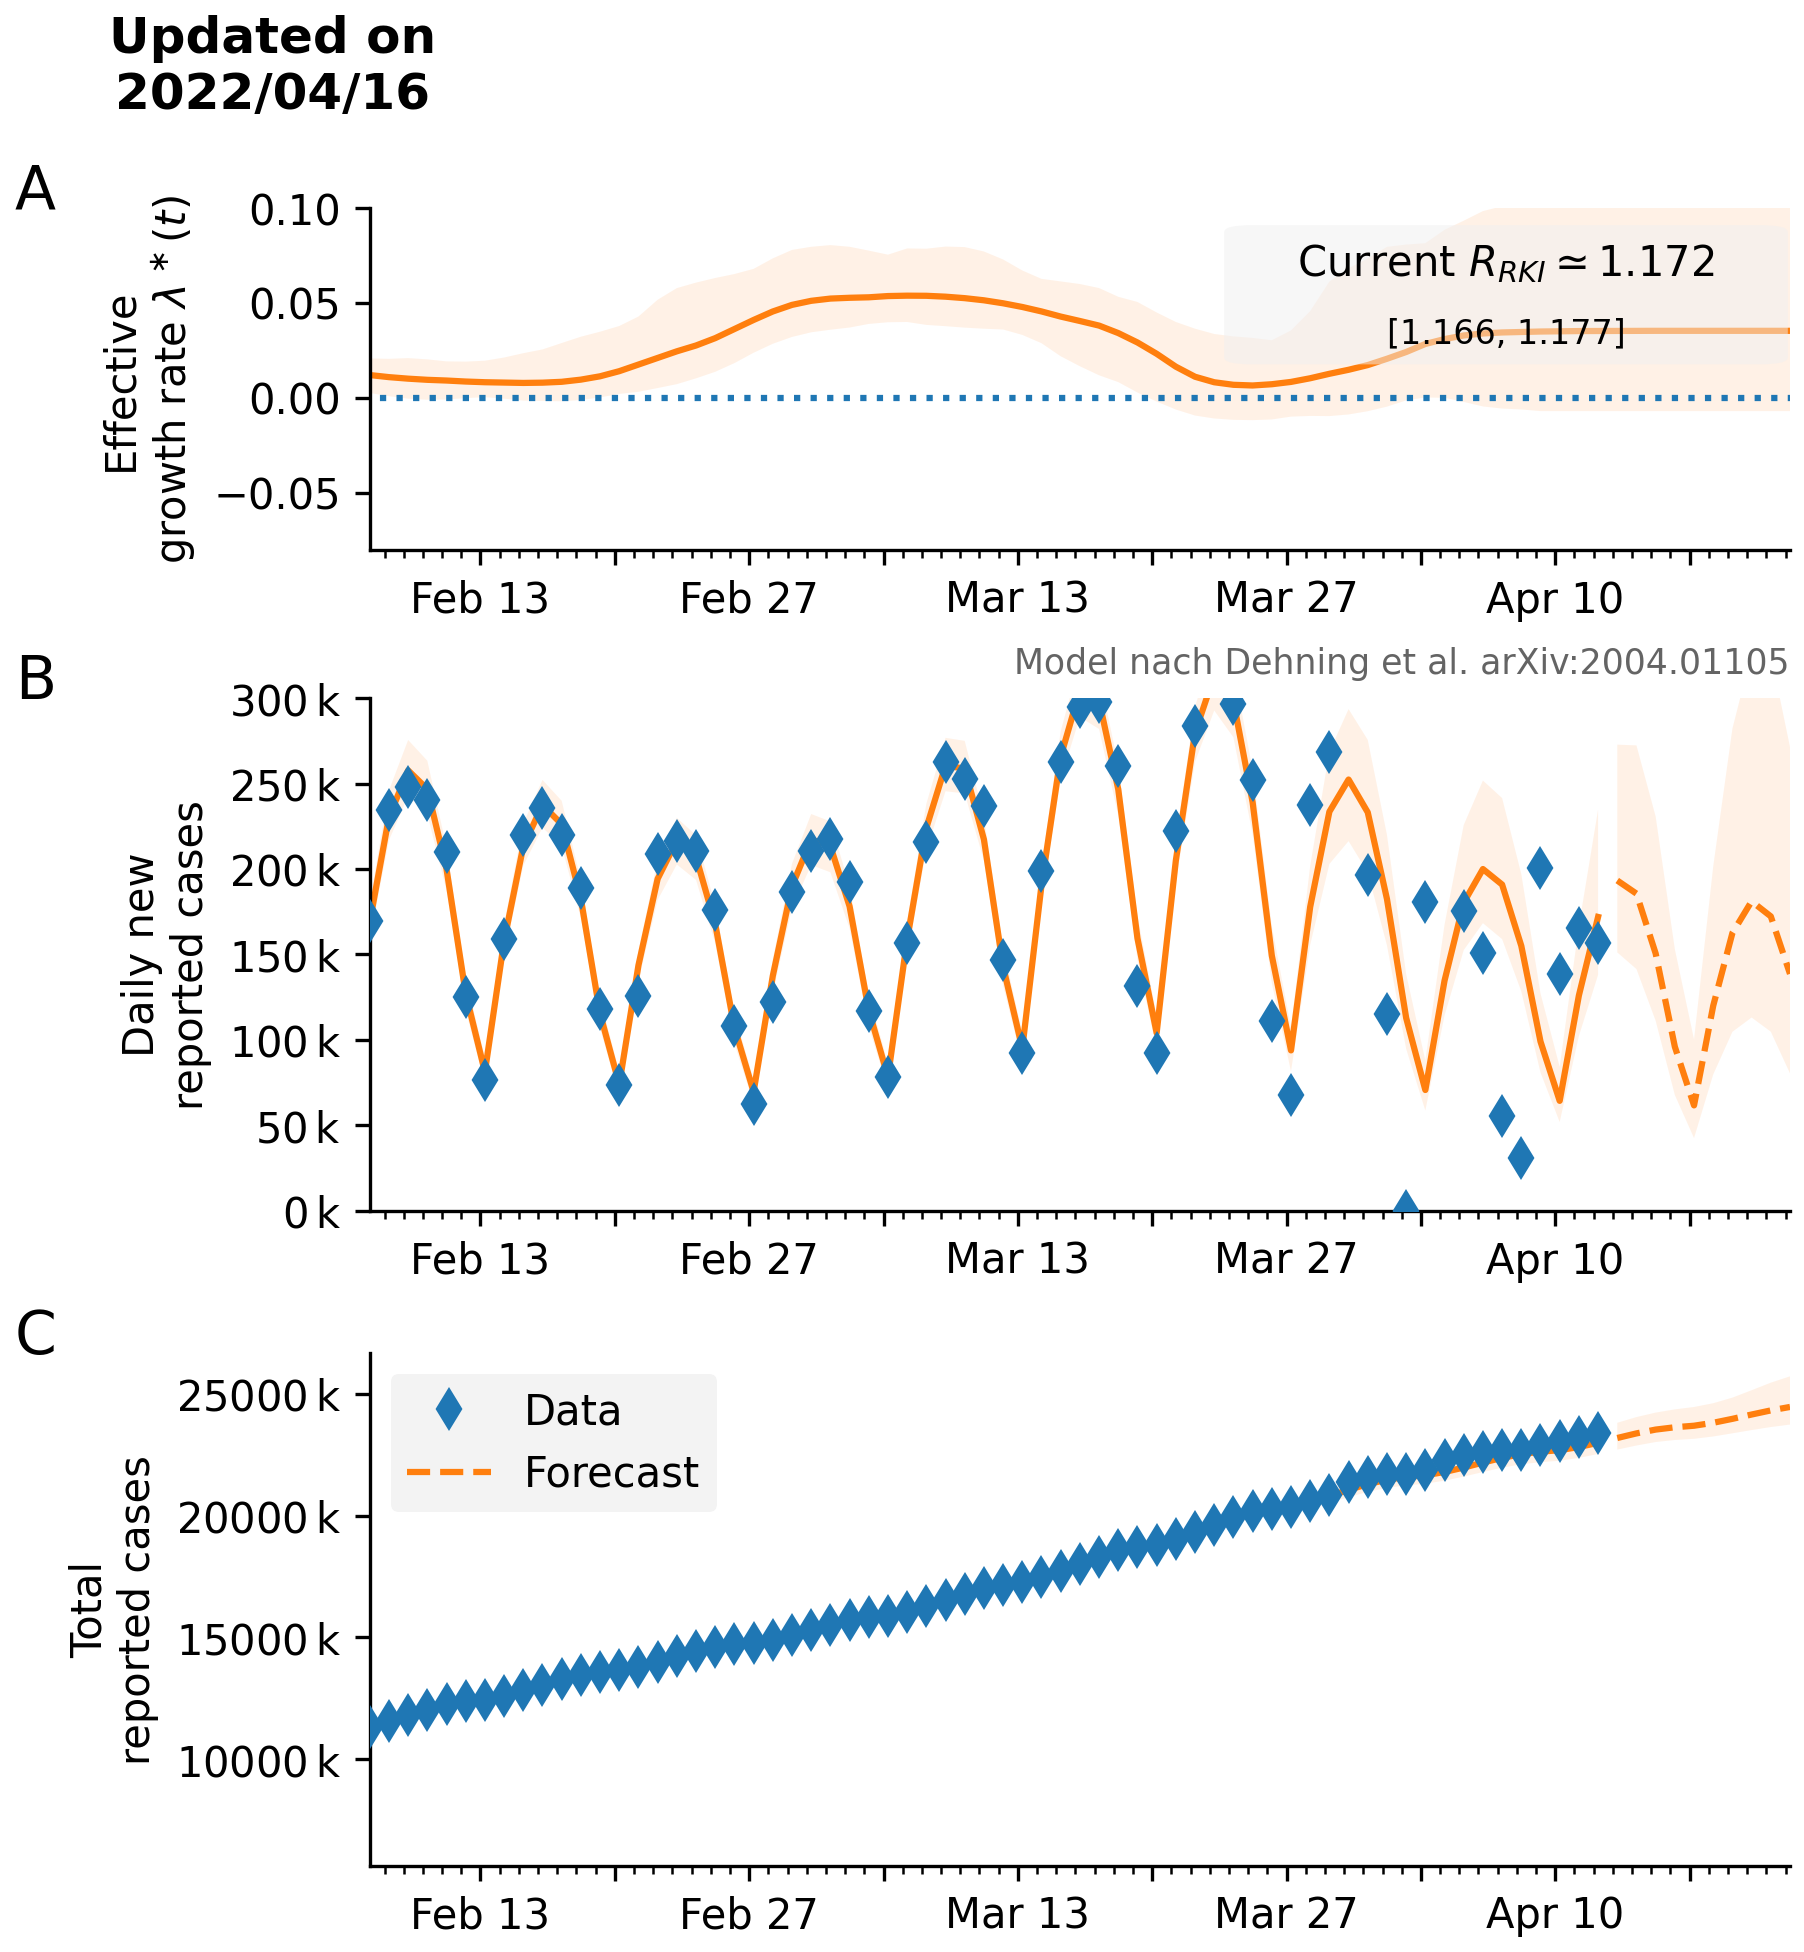 Updated on
2022/04/16
A
Effective
growth rate λ * (t)
0.10
0.05
0.00
−0.05
Current R_RKI ≃ 1.172
[1.166, 1.177]
Feb 13
Feb 27
Mar 13
Mar 27
Apr 10
B
Model nach Dehning et al. arXiv:2004.01105
Daily new
reported cases
300 k
250 k
200 k
150 k
100 k
50 k
0 k
Feb 13
Feb 27
Mar 13
Mar 27
Apr 10
C
Total
reported cases
25000 k
20000 k
15000 k
10000 k
Data
Forecast
Feb 13
Feb 27
Mar 13
Mar 27
Apr 10